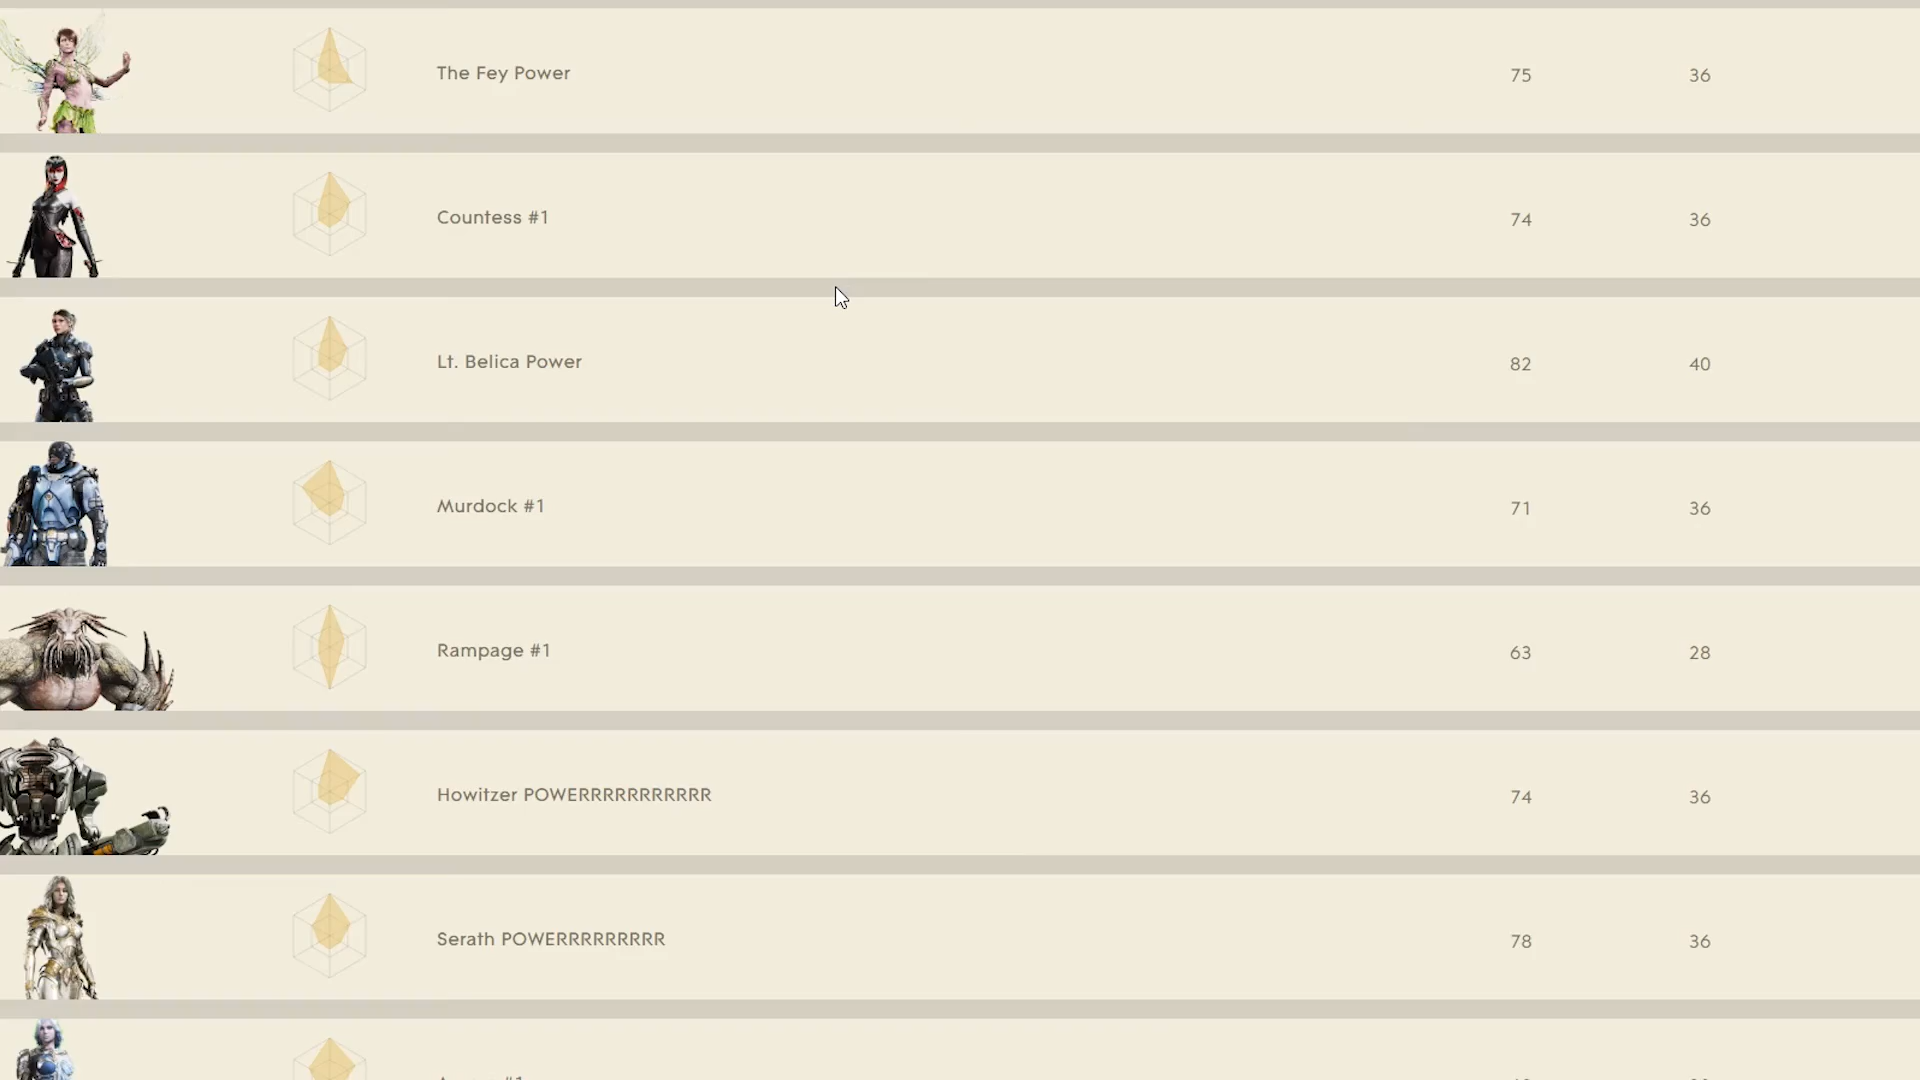 The Fey Power 75 36
Countess #1 74 36
Lt. Belica Power 82 40
Murdock #1 71 36
Rampage #1 63 28
Howitzer POWERRRRRRRRRRR 74 36
Serath POWERRRRRRRRR 78 36